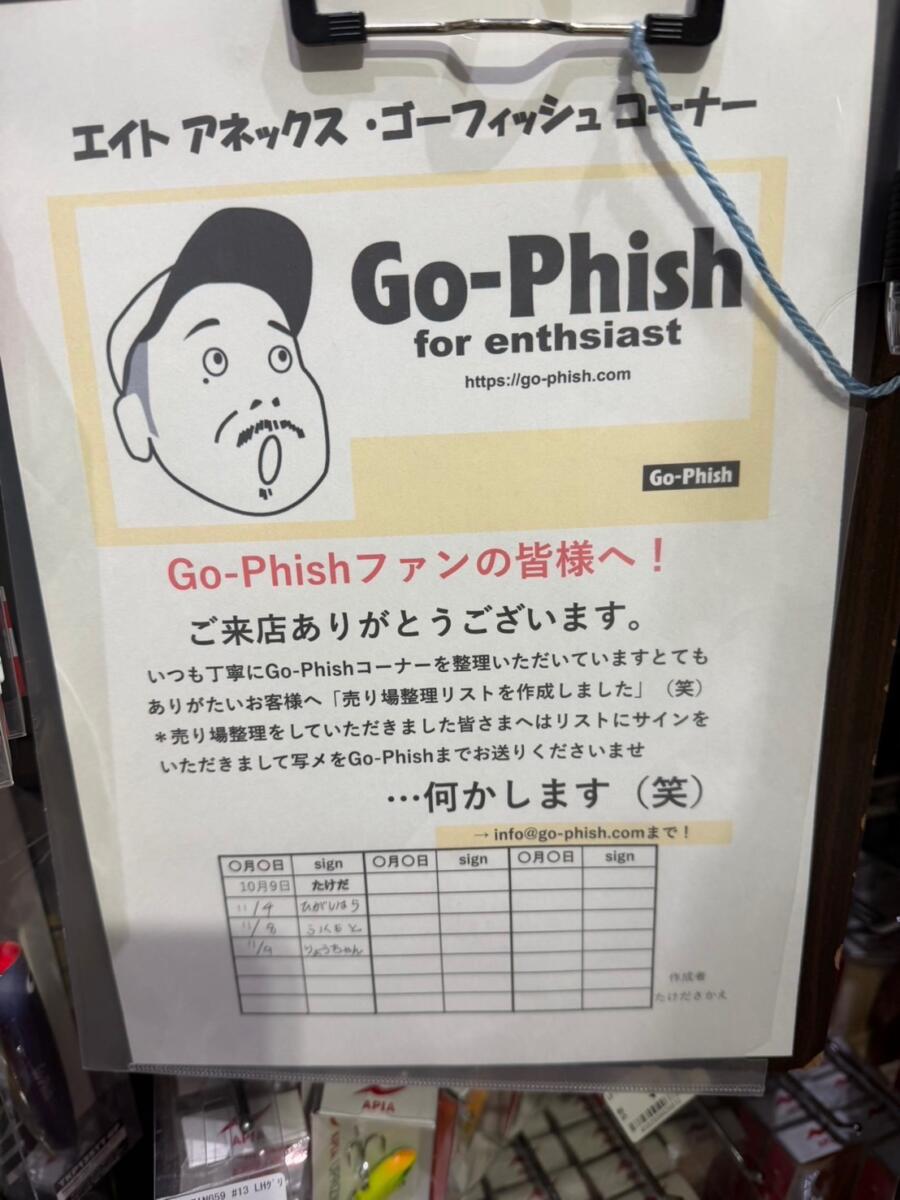 エイト アネックス・ゴーフィッシュ コーナー
Go-Phish
for enthsiast
https://go-phish.com
Go-Phish
Go-Phishファンの皆様へ！
ご来店ありがとうございます。
いつも丁寧にGo-Phishコーナーを整理いただいていますとても
ありがたいお客様へ「売り場整理リストを作成しました」（笑）
＊売り場整理をしていただきました皆さまへはリストにサインを
いただきまして写メをGo-Phishまでお送りくださいませ
…何かします（笑）
→ info@go-phish.comまで！
〇月〇日 sign 〇月〇日 sign 〇月〇日 sign
10月9日 たけだ
11/4 ひがしはら
11/8 ふくもと
11/9 りょうちゃん
作成者
たけださかえ
APIA
APIA
#13